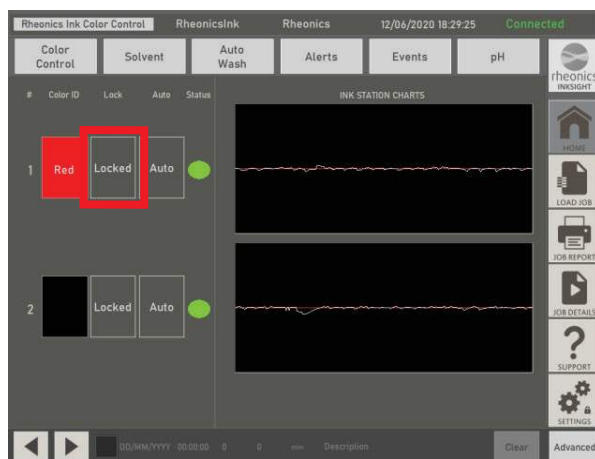 Rheonics Ink Color Control RheonicsInk Rheonics 12/06/2020 18:29:25 Connected
Color Control Solvent Auto Wash Alerts Events pH
rheonics
INKSIGHT
# Color ID Lock Auto Status INK STATION CHARTS
HOME
1 Red Locked Auto
LOAD JOB
JOB REPORT
2 Locked Auto
JOB DETAILS
?
SUPPORT
SETTINGS
DD/MM/YYYY 00:00:00 0 0 Description Clear Advanced